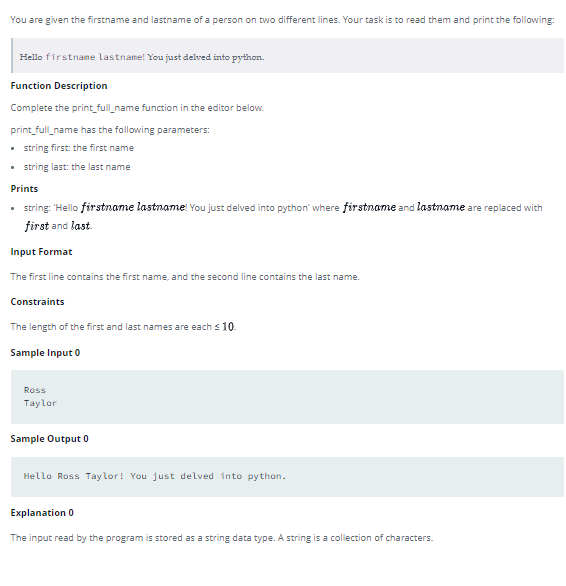 You are given the firstname and lastname of a person on two different lines. Your task is to read them and print the following:
Hello firstname lastname! You just delved into python.
Function Description
Complete the print_full_name function in the editor below.
print_full_name has the following parameters:
• string first: the first name
• string last: the last name
Prints
• string: 'Hello firstname lastname! You just delved into python' where firstname and lastname are replaced with
first and last.
Input Format
The first line contains the first name, and the second line contains the last name.
Constraints
The length of the first and last names are each ≤ 10.
Sample Input 0
Ross
Taylor
Sample Output 0
Hello Ross Taylor! You just delved into python.
Explanation 0
The input read by the program is stored as a string data type. A string is a collection of characters.